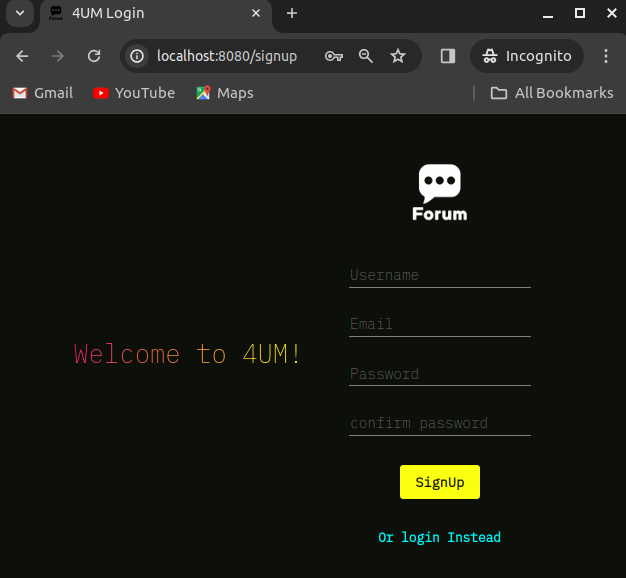 4UM Login
localhost:8080/signup
Incognito
Gmail
YouTube
Maps
All Bookmarks
Forum
Username
Email
Welcome to 4UM!
Password
confirm password
SignUp
Or login Instead